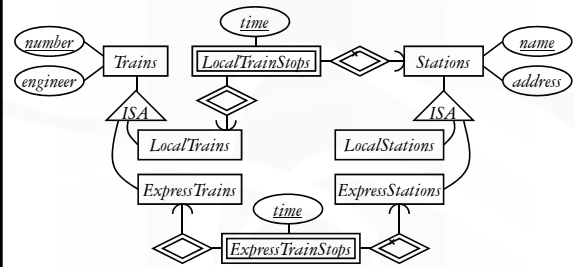 time
number
name
Trains
LocalTrainStops
Stations
engineer
address
ISA
ISA
LocalTrains
LocalStations
ExpressTrains
ExpressStations
time
ExpressTrainStops